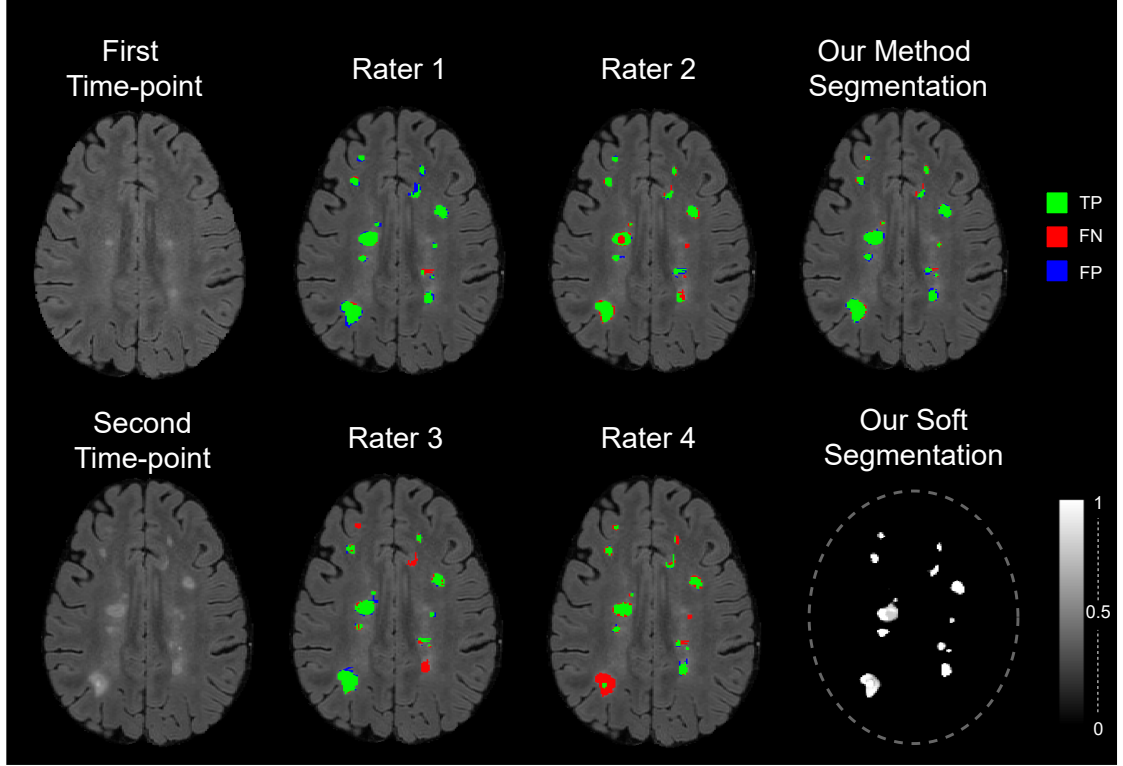 First
Time-point
Rater 1
Rater 2
Our Method
Segmentation
TP
FN
FP
Second
Time-point
Rater 3
Rater 4
Our Soft
Segmentation
1
0.5
0